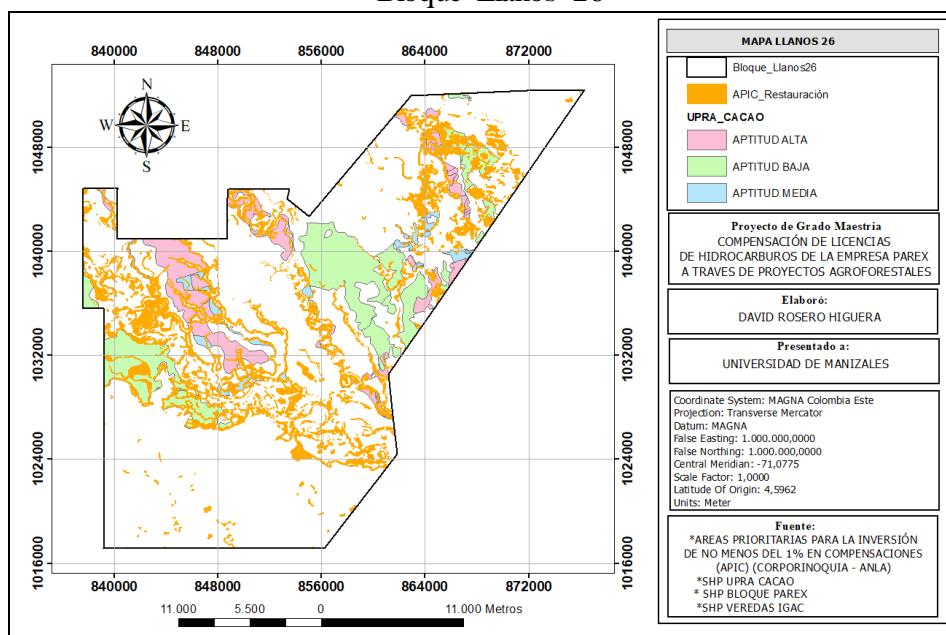 Bloque Llanos 26
840000 848000 856000 864000 872000
1048000 1048000
1040000 1040000
1032000 1032000
1024000 1024000
1016000 1016000
840000 848000 856000 864000 872000
N
W E
S
11.000 5.500 0 11.000 Metros
MAPA LLANOS 26
Bloque_Llanos26
APIC_Restauración
UPRA_CACAO
APTITUD ALTA
APTITUD BAJA
APTITUD MEDIA
Proyecto de Grado Maestria
COMPENSACIÓN DE LICENCIAS
DE HIDROCARBUROS DE LA EMPRESA PAREX
A TRAVES DE PROYECTOS AGROFORESTALES
Elaboró:
DAVID ROSERO HIGUERA
Presentado a:
UNIVERSIDAD DE MANIZALES
Coordinate System: MAGNA Colombia Este
Projection: Transverse Mercator
Datum: MAGNA
False Easting: 1.000.000,0000
False Northing: 1.000.000,0000
Central Meridian: -71,0775
Scale Factor: 1,0000
Latitude Of Origin: 4,5962
Units: Meter
Fuente:
*AREAS PRIORITARIAS PARA LA INVERSIÓN
DE NO MENOS DEL 1% EN COMPENSACIONES
(APIC) (CORPORINOQUIA - ANLA)
*SHP UPRA CACAO
* SHP BLOQUE PAREX
*SHP VEREDAS IGAC